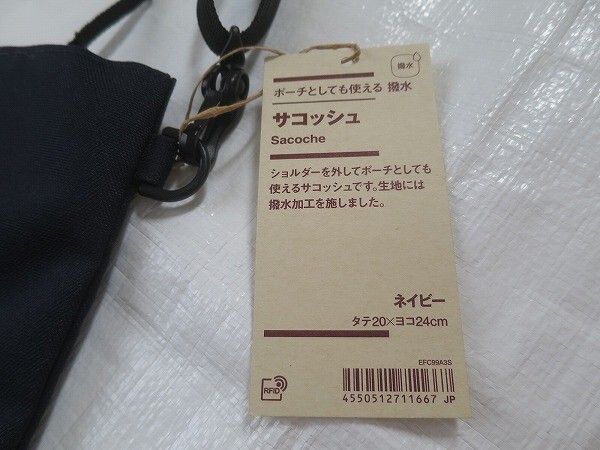 撥水
ポーチとしても使える 撥水
サコッシュ
Sacoche
ショルダーを外してポーチとしても
使えるサコッシュです。生地には
撥水加工を施しました。
ネイビー
タテ20×ヨコ24cm
EFC99A3S
RFID
4550512711667 JP